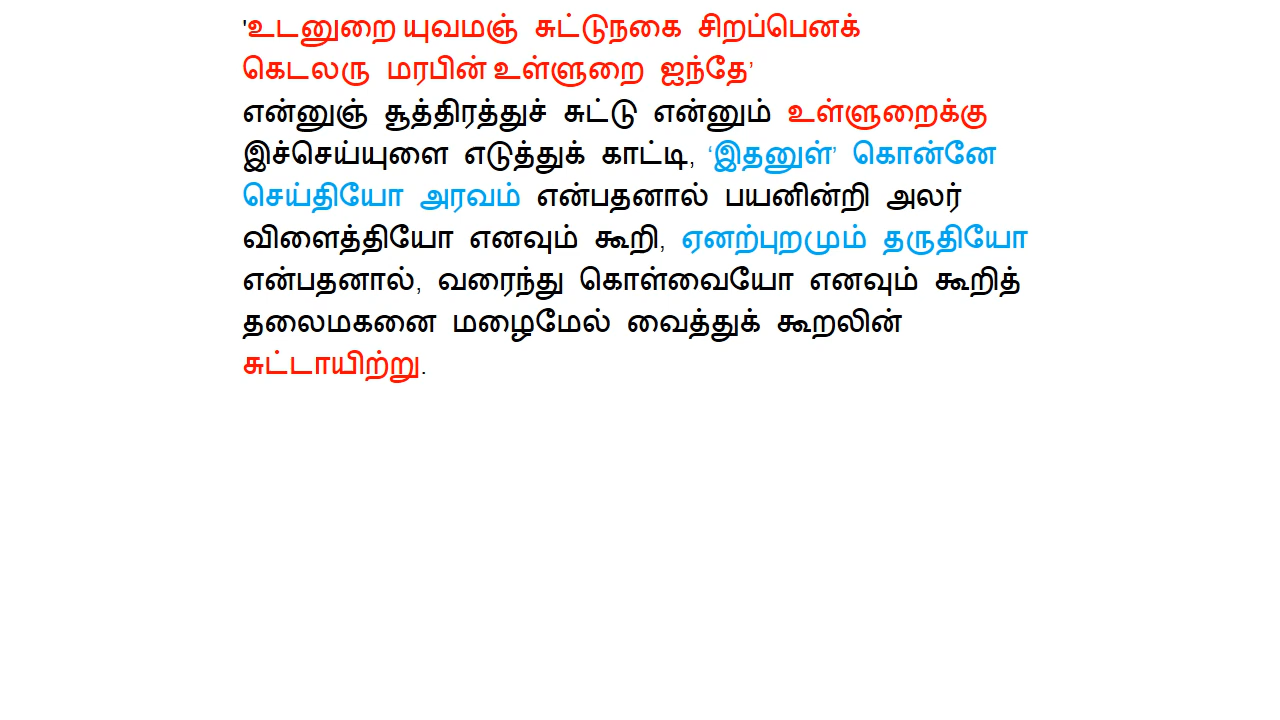 'உடனுறை யுவமஞ் சுட்டுநகை சிறப்பெனக்
கெடலரு மரபின் உள்ளுறை ஐந்தே’
என்னுஞ் சூத்திரத்துச் சுட்டு என்னும் உள்ளுறைக்கு
இச்செய்யுளை எடுத்துக் காட்டி, ‘இதனுள்’ கொன்னே
செய்தியோ அரவம் என்பதனால் பயனின்றி அலர்
விளைத்தியோ எனவும் கூறி, ஏனற்புறமும் தருதியோ
என்பதனால், வரைந்து கொள்வையோ எனவும் கூறித்
தலைமகனை மழைமேல் வைத்துக் கூறலின்
சுட்டாயிற்று.